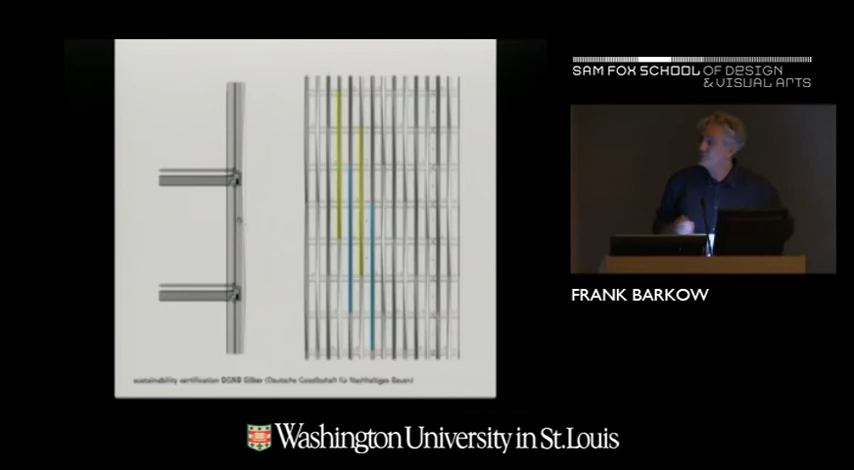 SAM FOX SCHOOL OF DESIGN
& VISUAL ARTS
FRANK BARKOW
sustainability certification DGNB Silber (Deutsche Gesellschaft für Nachhaltiges Bauen)
Washington University in St. Louis